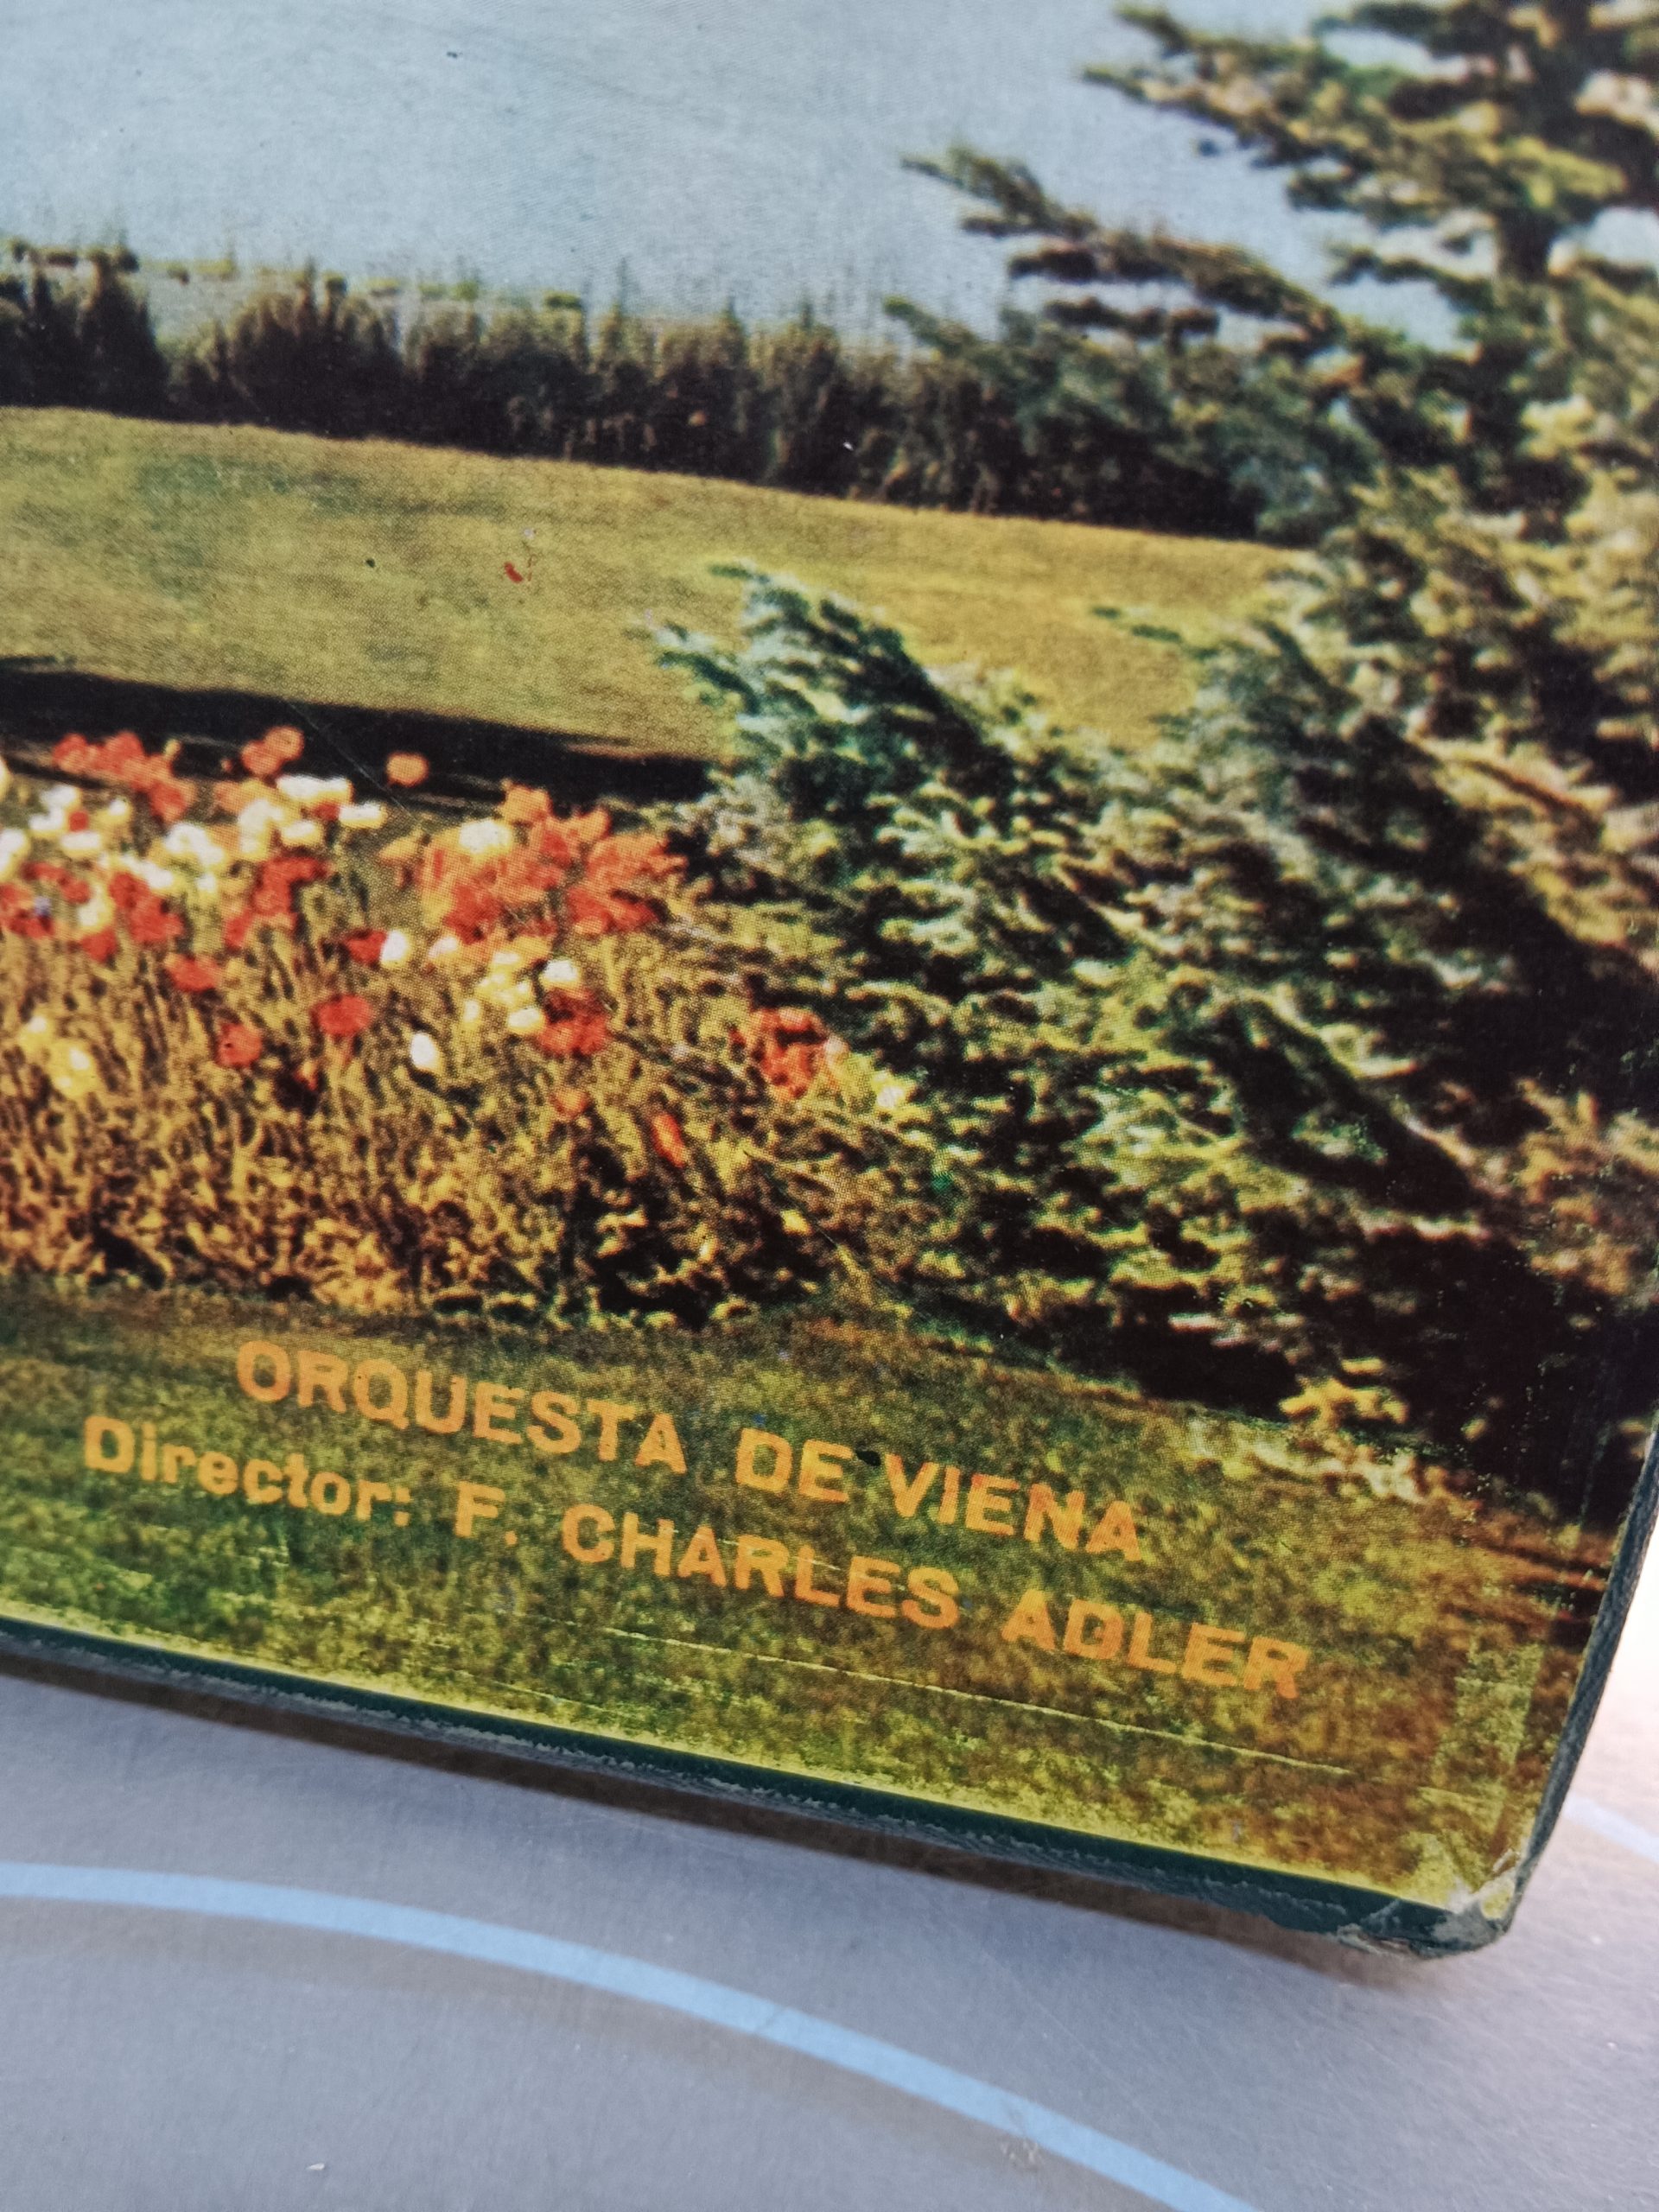 ORQUESTA DE VIENA
Director: F. CHARLES ADLER